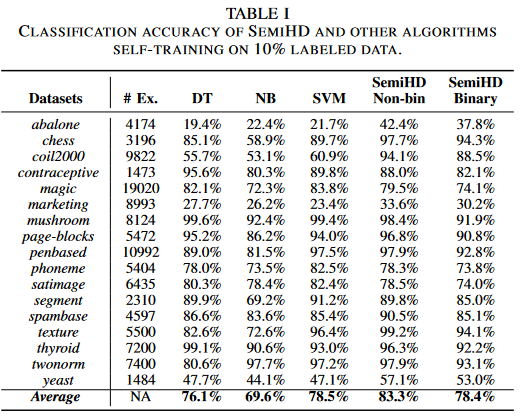 TABLE I
CLASSIFICATION ACCURACY OF SEMIHD AND OTHER ALGORITHMS
SELF-TRAINING ON 10% LABELED DATA.
Datasets # Ex. DT NB SVM SemiHD Non-bin SemiHD Binary
abalone 4174 19.4% 22.4% 21.7% 42.4% 37.8%
chess 3196 85.1% 58.9% 89.7% 97.7% 94.3%
coil2000 9822 55.7% 53.1% 60.9% 94.1% 88.5%
contraceptive 1473 95.6% 80.3% 89.8% 88.0% 82.1%
magic 19020 82.1% 72.3% 83.8% 79.5% 74.1%
marketing 8993 27.7% 26.2% 23.4% 33.6% 30.2%
mushroom 8124 99.6% 92.4% 99.4% 98.4% 91.9%
page-blocks 5472 95.2% 86.2% 94.0% 96.8% 90.8%
penbased 10992 89.0% 81.5% 97.5% 97.9% 92.8%
phoneme 5404 78.0% 73.5% 82.5% 78.3% 73.8%
satimage 6435 80.3% 78.4% 82.4% 78.5% 74.0%
segment 2310 89.9% 69.2% 91.2% 89.8% 85.0%
spambase 4597 86.6% 83.6% 85.4% 90.5% 85.1%
texture 5500 82.6% 72.6% 96.4% 99.2% 94.1%
thyroid 7200 99.1% 90.6% 93.0% 96.3% 92.2%
twonorm 7400 80.6% 97.7% 97.2% 97.9% 93.1%
yeast 1484 47.7% 44.1% 47.1% 57.1% 53.0%
Average NA 76.1% 69.6% 78.5% 83.3% 78.4%